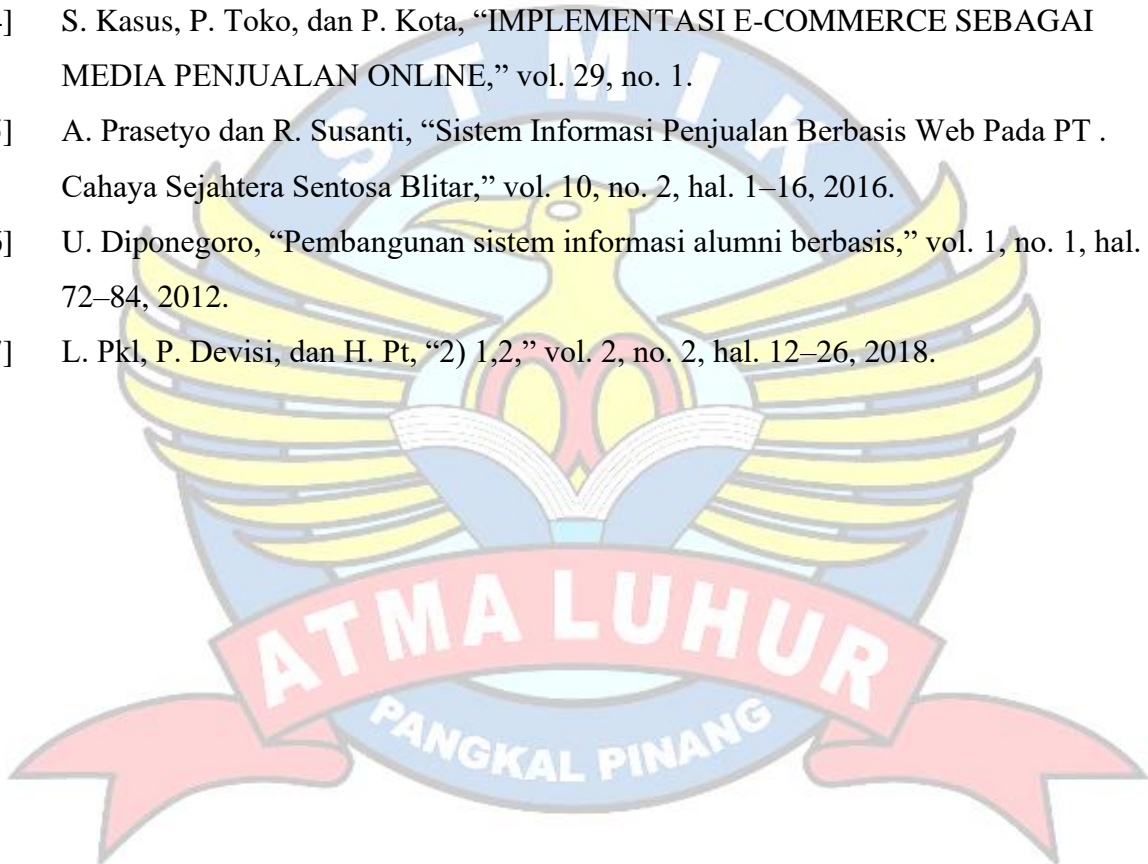 ] S. Kasus, P. Toko, dan P. Kota, “IMPLEMENTASI E-COMMERCE SEBAGAI
MEDIA PENJUALAN ONLINE,” vol. 29, no. 1.
] A. Prasetyo dan R. Susanti, “Sistem Informasi Penjualan Berbasis Web Pada PT .
Cahaya Sejahtera Sentosa Blitar,” vol. 10, no. 2, hal. 1–16, 2016.
] U. Diponegoro, “Pembangunan sistem informasi alumni berbasis,” vol. 1, no. 1, hal.
72–84, 2012.
] L. Pkl, P. Devisi, dan H. Pt, “2) 1,2,” vol. 2, no. 2, hal. 12–26, 2018.
STMIK
ATMA LUHUR
PANGKAL PINANG